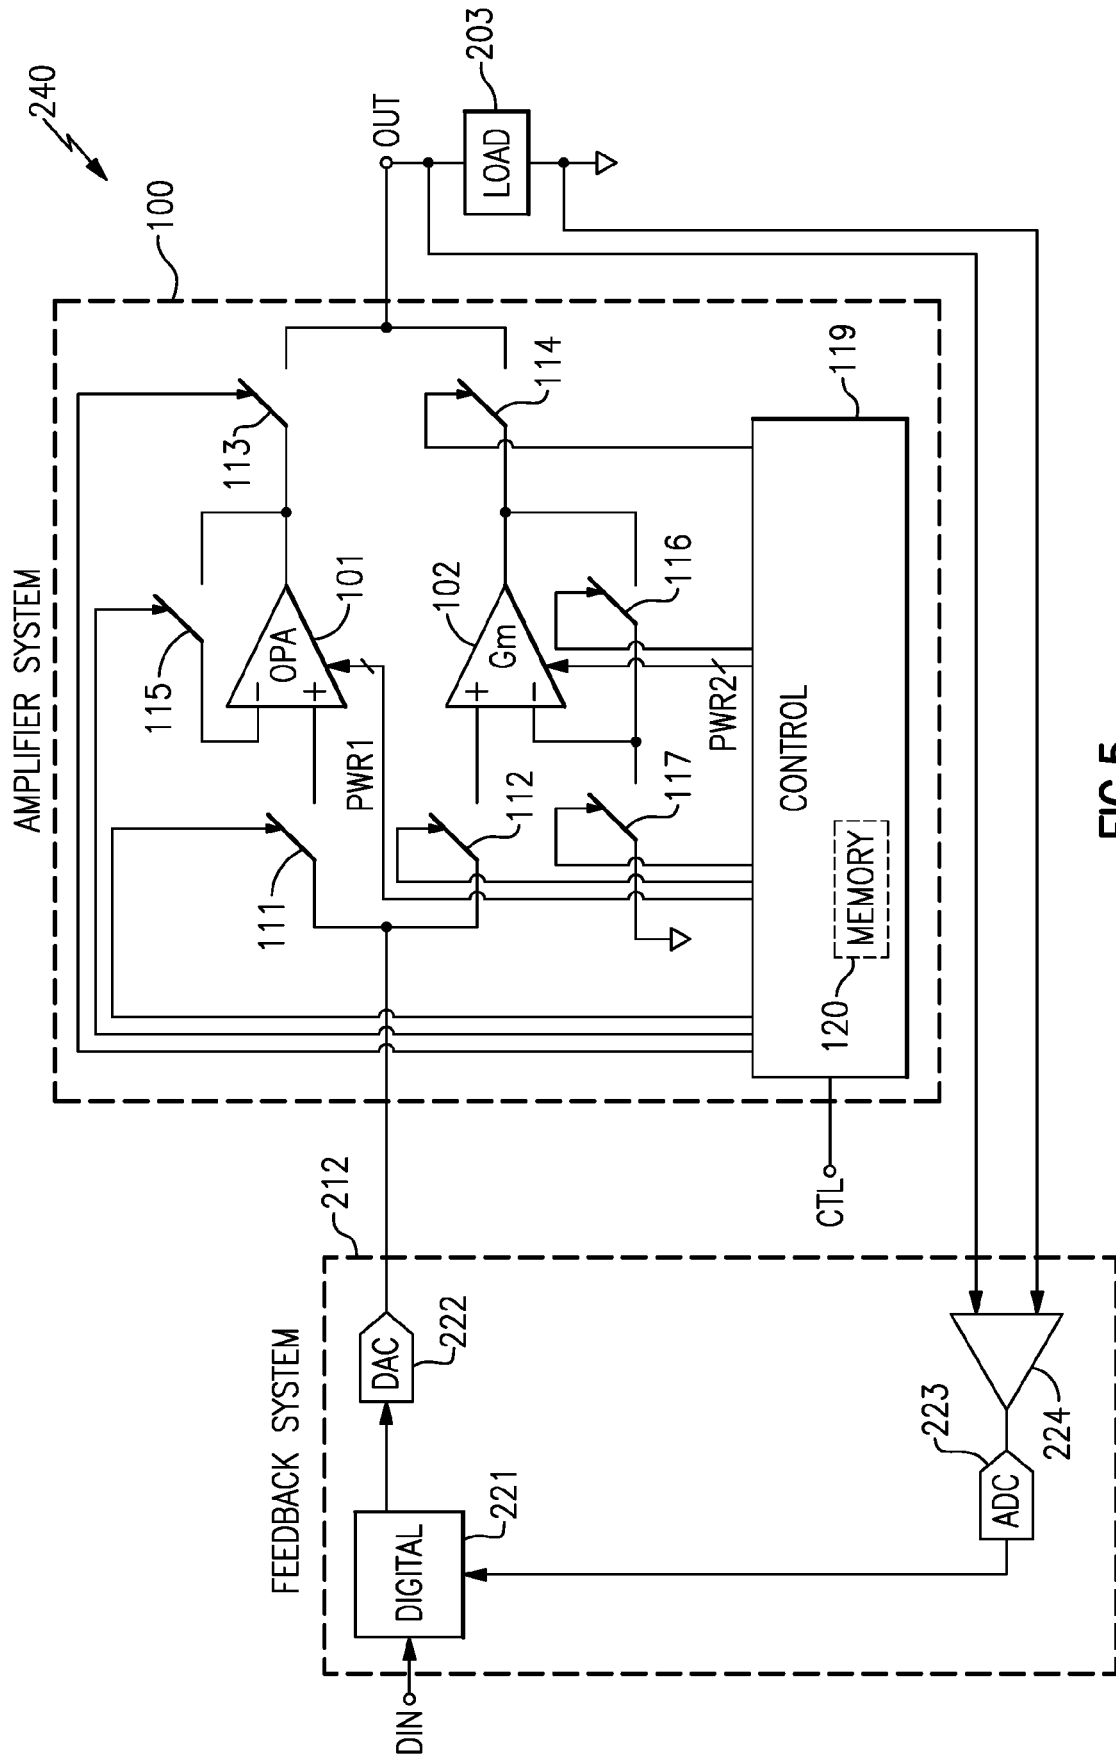 240
AMPLIFIER SYSTEM
100
OUT
LOAD
203
113
115
OPA
101
111
PWR1
114
102
Gm
112
116
117
PWR2
119
CONTROL
MEMORY
120
CTL
212
FEEDBACK SYSTEM
DAC
222
DIGITAL
221
DIN
223
ADC
224
FIG.5